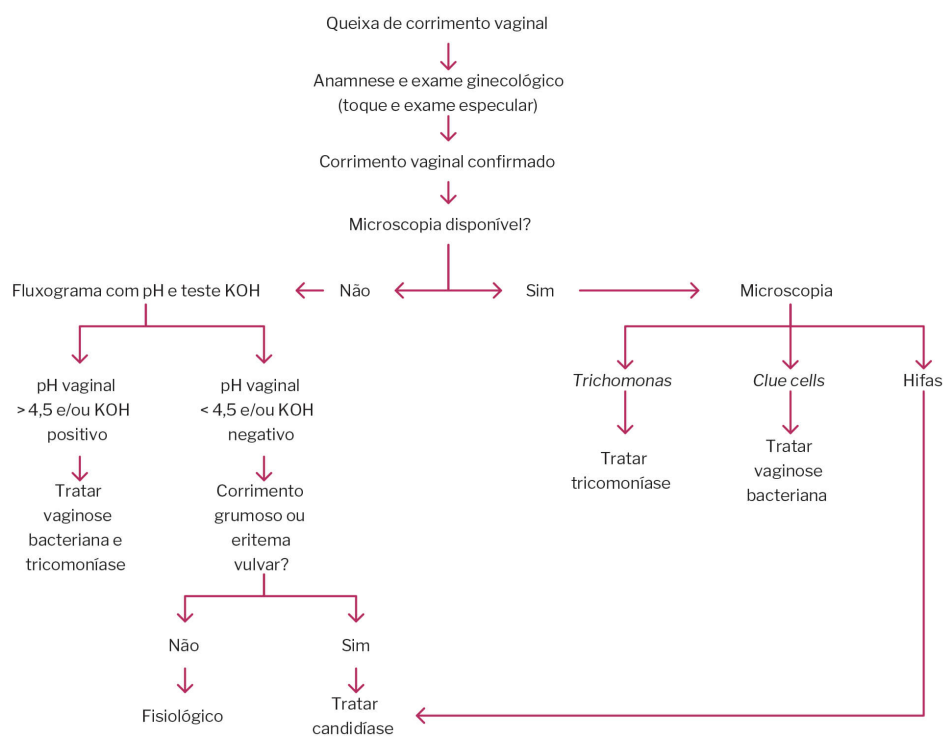 Queixa de corrimento vaginal
Anamnese e exame ginecológico
(toque e exame especular)
Corrimento vaginal confirmado
Microscopia disponível?
Fluxograma com pH e teste KOH
Não
Sim
Microscopia
pH vaginal
> 4,5 e/ou KOH
positivo
pH vaginal
< 4,5 e/ou KOH
negativo
Trichomonas
Clue cells
Hifas
Tratar
vaginose
bacteriana e
tricomoníase
Corrimento
grumoso ou
eritema
vulvar?
Tratar
tricomoníase
Tratar
vaginose
bacteriana
Não
Sim
Fisiológico
Tratar
candidíase